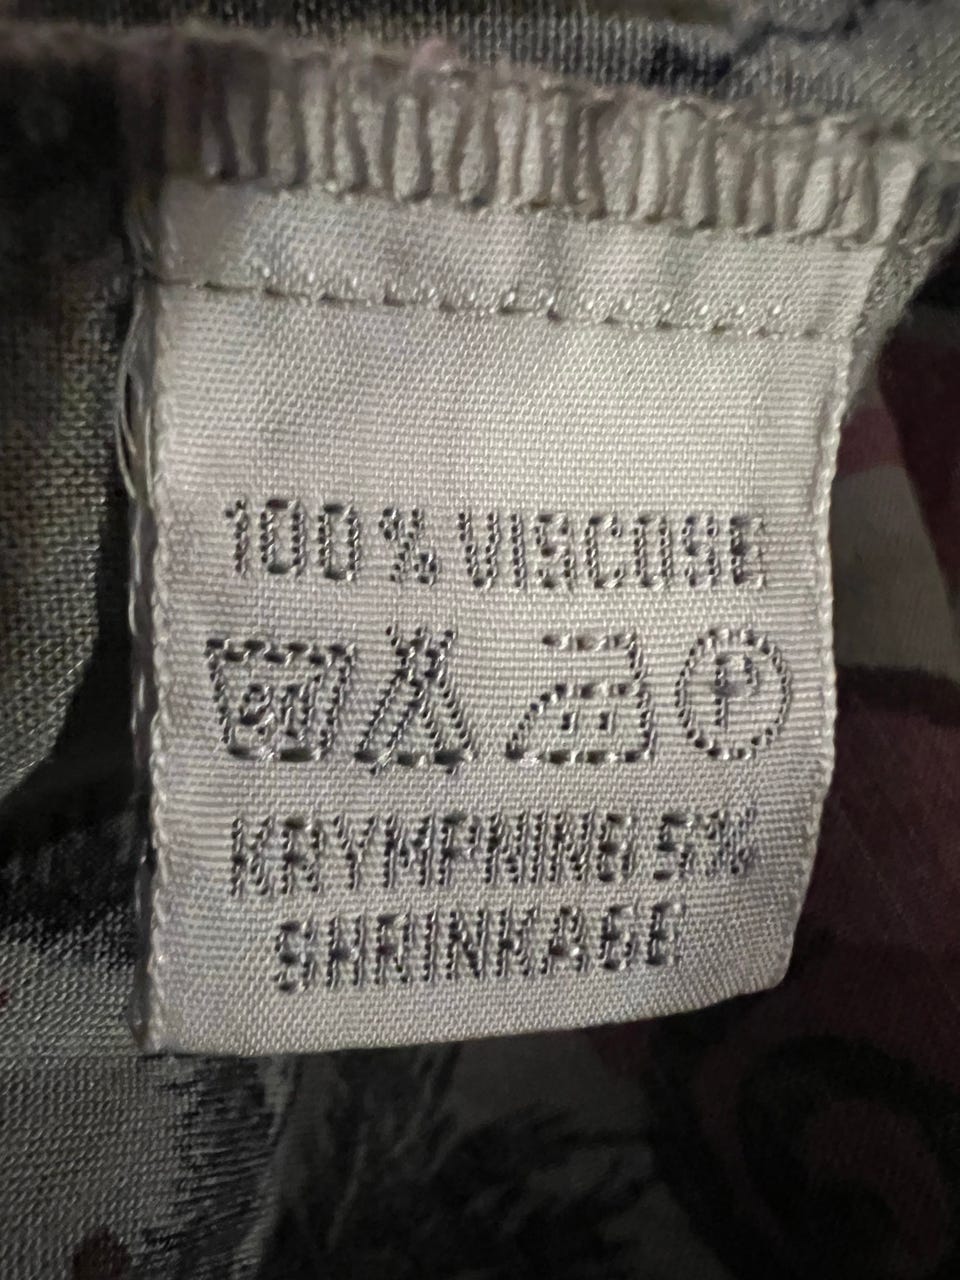 100% VISCOSE
P
KRYMPNING 5%
SHRINKAGE